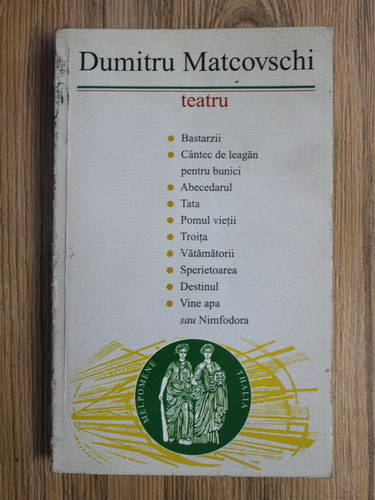 Dumitru Matcovschi
teatru
Bastarzii
Cântec de leagăn
pentru bunici
Abecedarul
Tata
Pomul vieții
Troița
Vătămătorii
Sperietoarea
Destinul
Vine apa
sau Nimfodora
MELPOMENE
THALIA